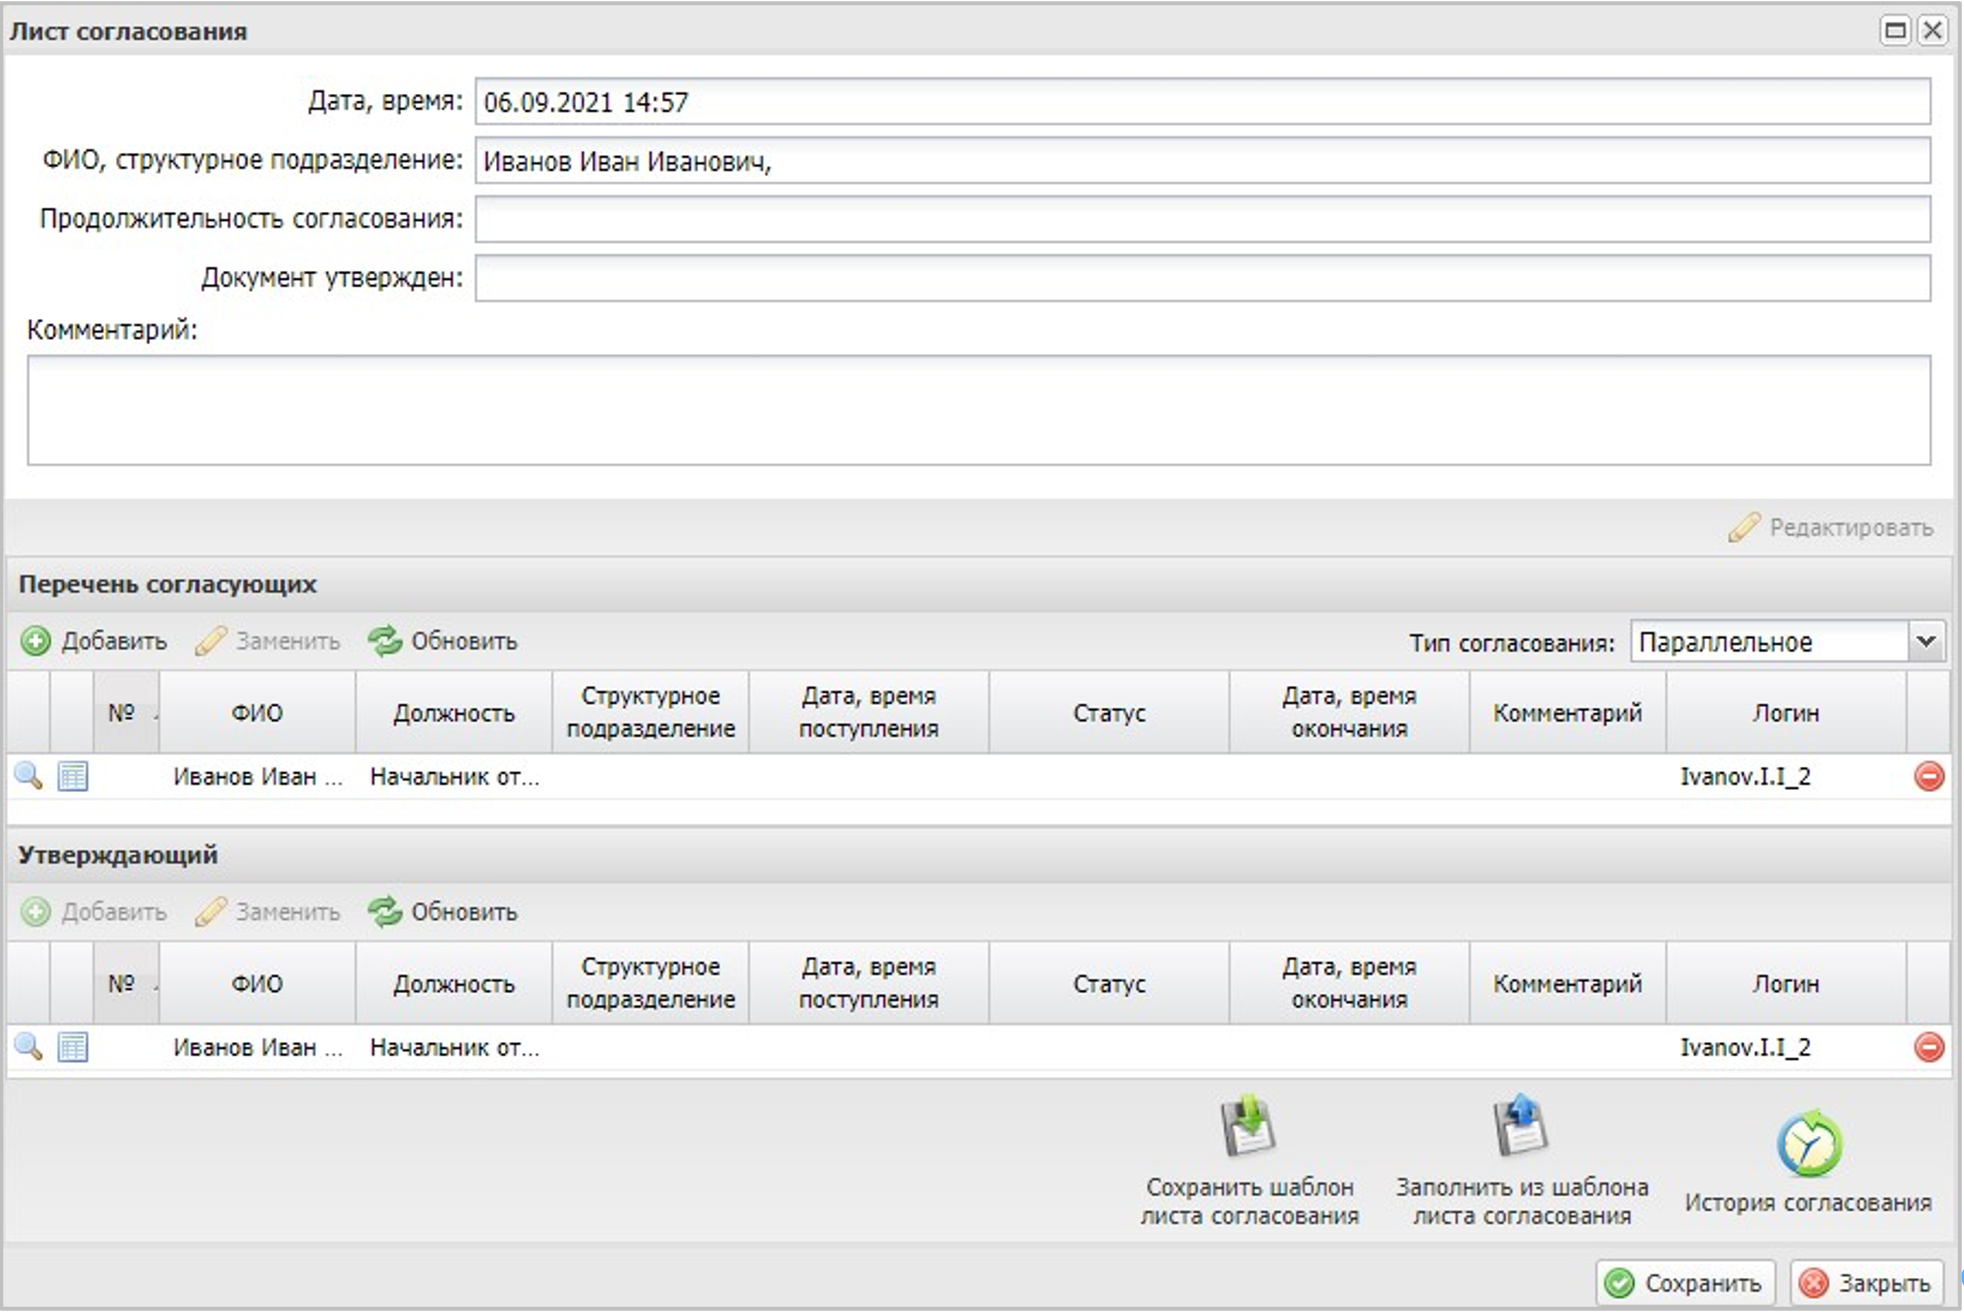 Лист согласования
Дата, время: 06.09.2021 14:57
ФИО, структурное подразделение: Иванов Иван Иванович,
Продолжительность согласования:
Документ утвержден:
Комментарий:
Редактировать
Перечень согласующих
Добавить Заменить Обновить Тип согласования: Параллельное
№ ФИО Должность Структурное подразделение Дата, время поступления Статус Дата, время окончания Комментарий Логин
Иванов Иван ... Начальник от... Ivanov.I.I_2
Утверждающий
Добавить Заменить Обновить
№ ФИО Должность Структурное подразделение Дата, время поступления Статус Дата, время окончания Комментарий Логин
Иванов Иван ... Начальник от... Ivanov.I.I_2
Сохранить шаблон листа согласования
Заполнить из шаблона листа согласования
История согласования
Сохранить Закрыть